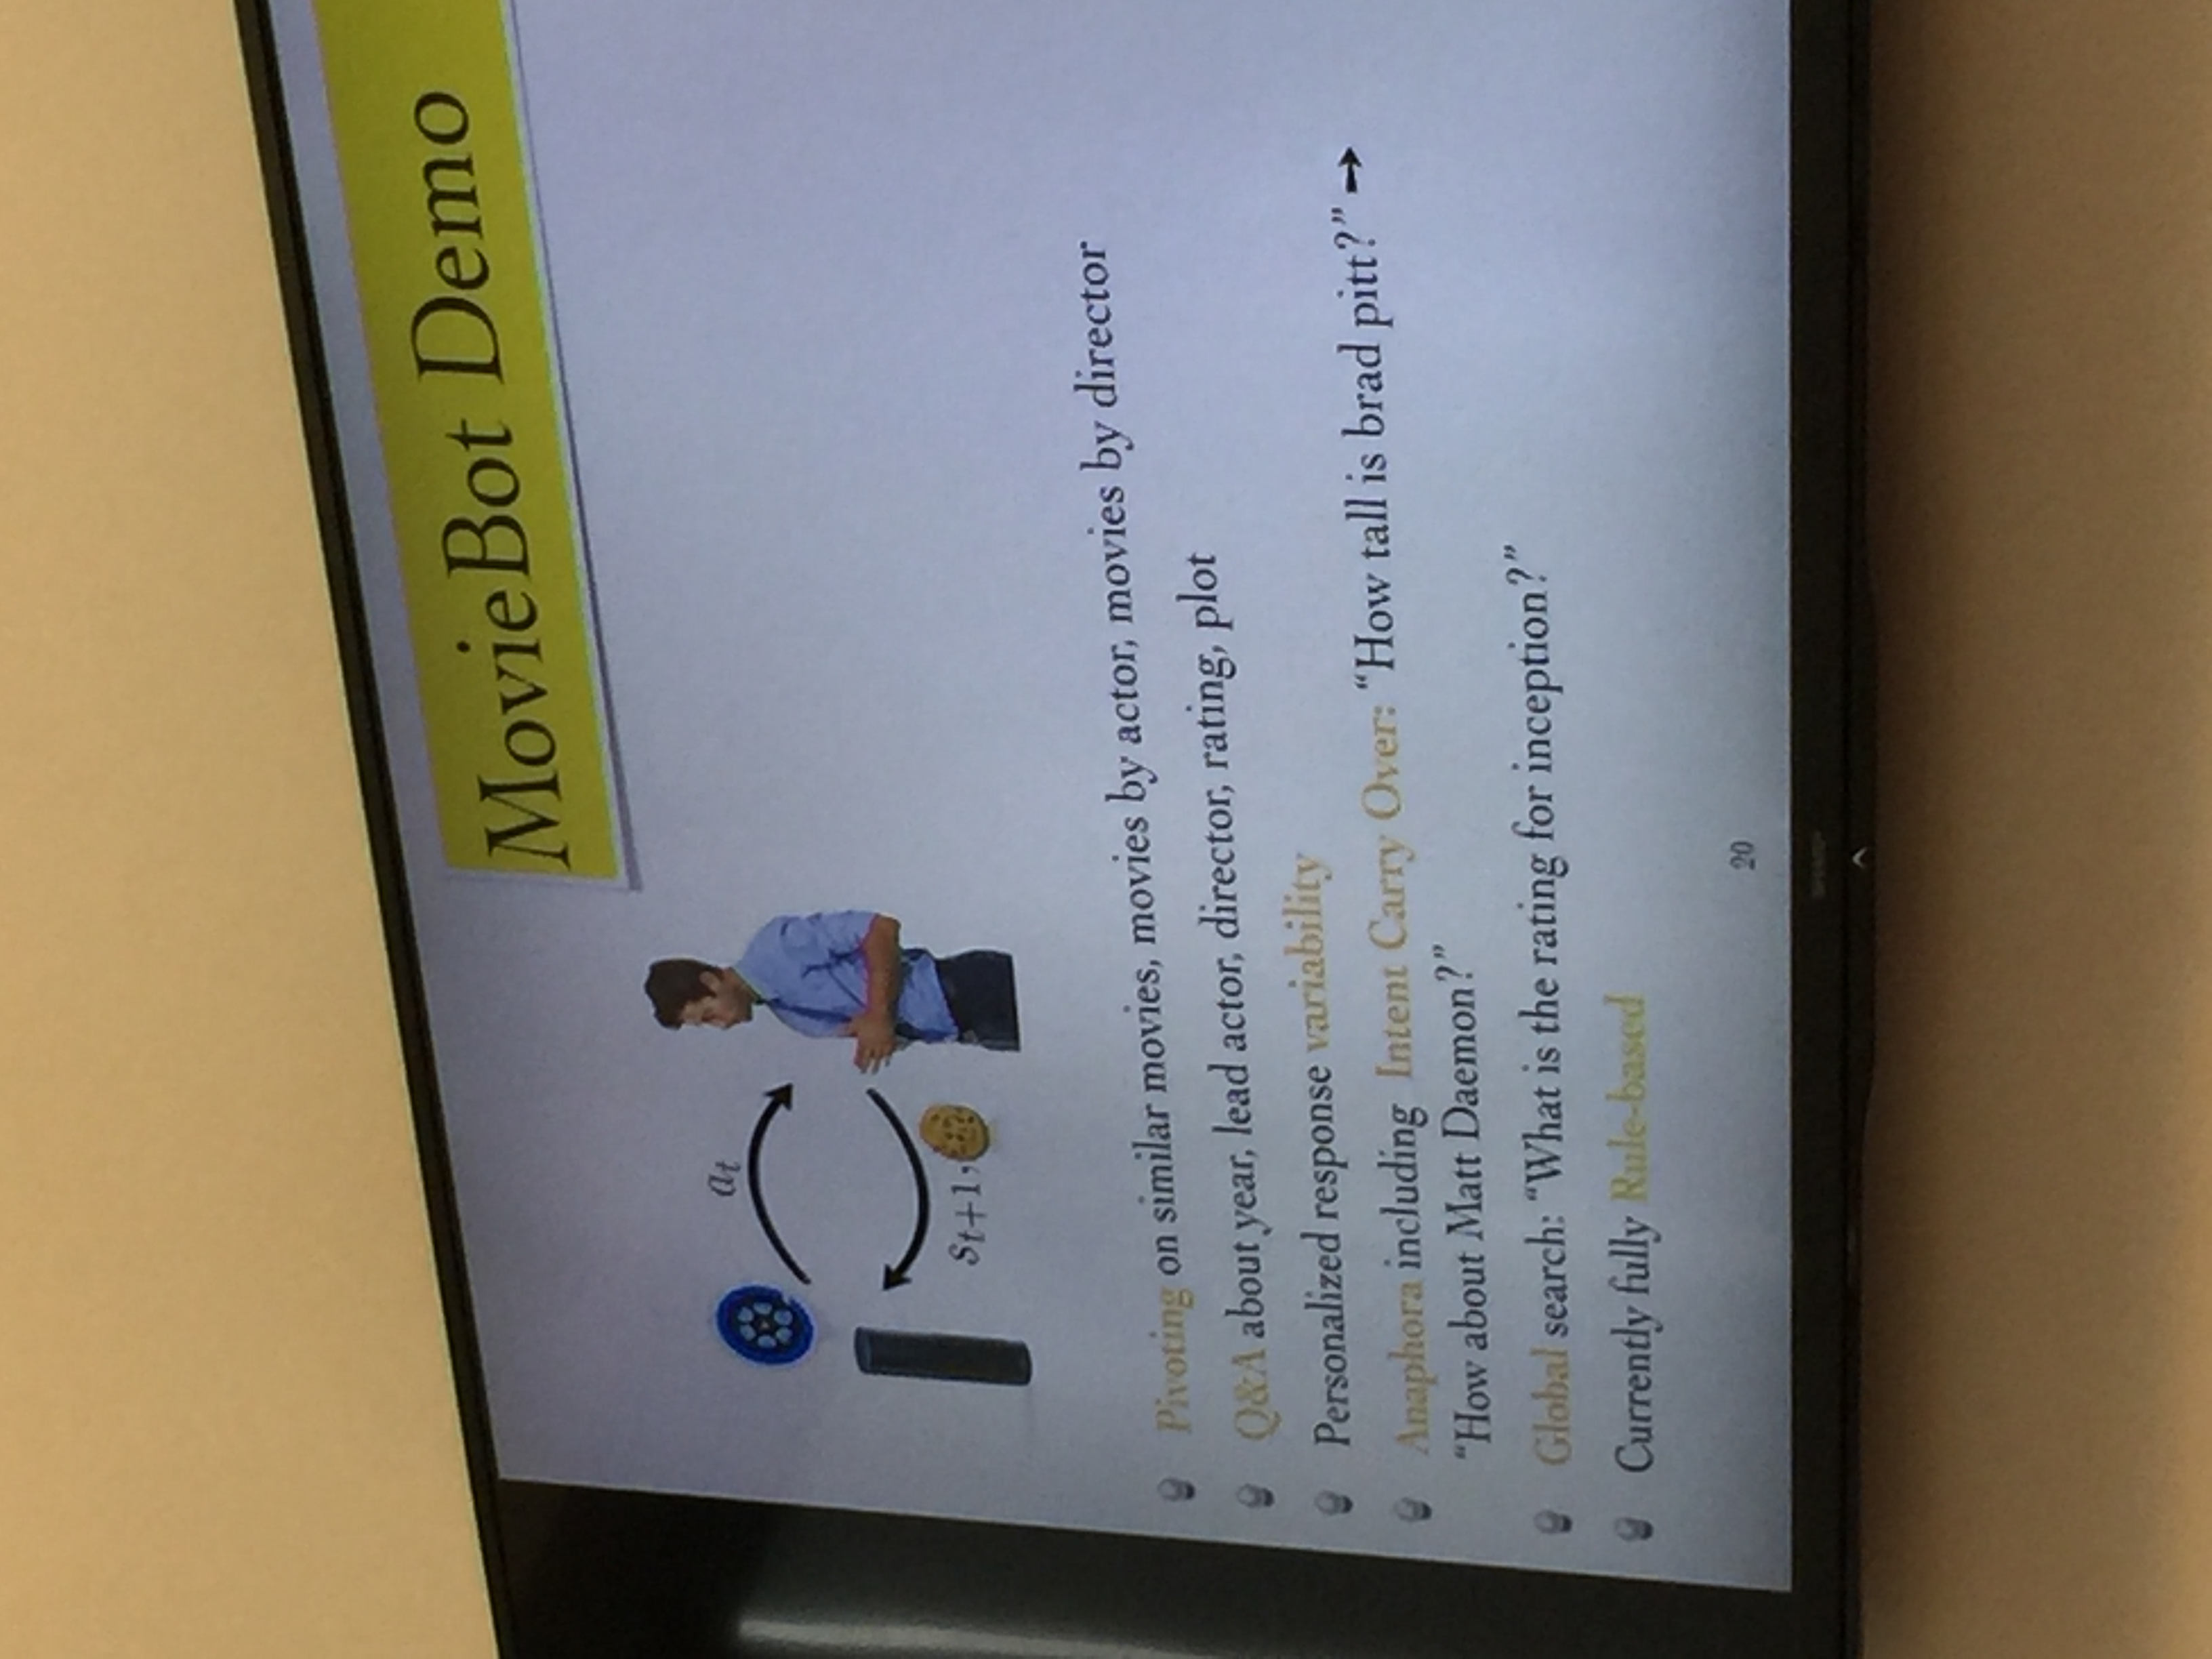 MovieBot Demo
at
st+1,
Pivoting on similar movies, movies by actor, movies by director
Q&A about year, lead actor, director, rating, plot
Personalized response variability
Anaphora including Intent Carry Over: “How tall is brad pitt?” →
“How about Matt Daemon?”
Global search: “What is the rating for inception?”
Currently fully Rule-based
20
SHARP